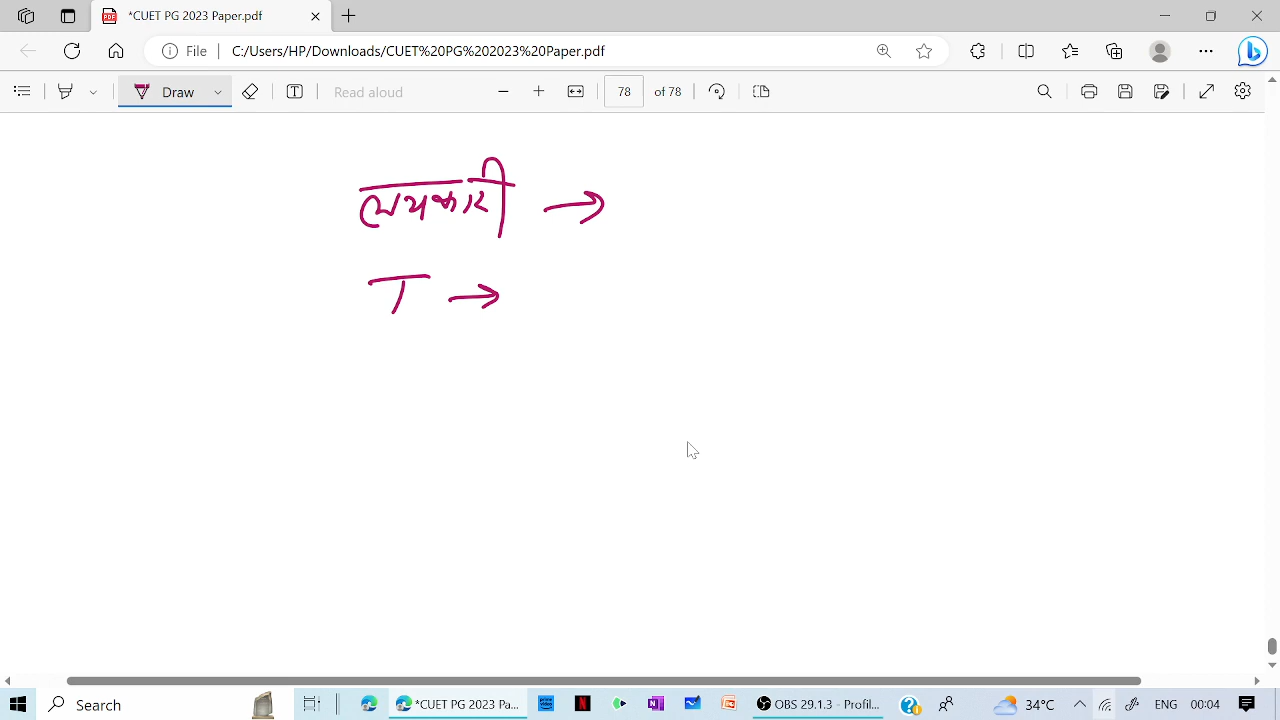 *CUET PG 2023 Paper.pdf
File C:/Users/HP/Downloads/CUET%20PG%202023%20Paper.pdf
Draw Read aloud 78 of 78
लयकारी →
T →
Search *CUET PG 2023 Pa... OBS 29.1.3 - Profil... 34°C ENG 00:04